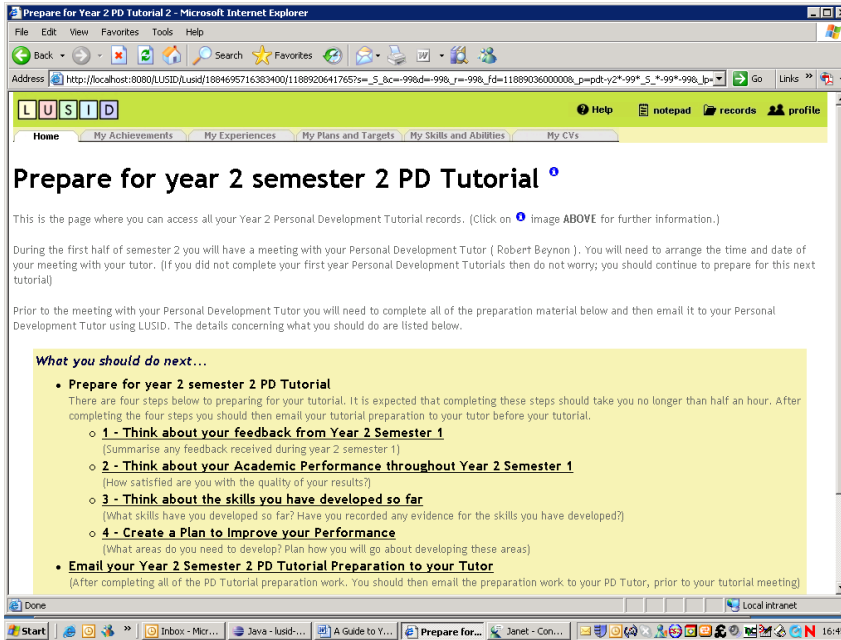 Prepare for Year 2 PD Tutorial 2 - Microsoft Internet Explorer
File Edit View Favorites Tools Help
Back Search Favorites
Address http://localhost:8080/LUSID/Lusid/1884695716383400/1188920641765?s=_S_&c=-99&d=-99&_r=-99&_fd=11889036000008&_p=pdt-y2*-99*_S_*-99*-99&_lp= Go Links »
L U S I D Help notepad records profile
Home My Achievements My Experiences My Plans and Targets My Skills and Abilities My CVs
Prepare for year 2 semester 2 PD Tutorial
This is the page where you can access all your Year 2 Personal Development Tutorial records. (Click on image ABOVE for further information.)
During the first half of semester 2 you will have a meeting with your Personal Development Tutor ( Robert Beynon ). You will need to arrange the time and date of
your meeting with your tutor. (If you did not complete your first year Personal Development Tutorials then do not worry; you should continue to prepare for this next
tutorial)
Prior to the meeting with your Personal Development Tutor you will need to complete all of the preparation material below and then email it to your Personal
Development Tutor using LUSID. The details concerning what you should do are listed below.
What you should do next...
• Prepare for year 2 semester 2 PD Tutorial
There are four steps below to preparing for your tutorial. It is expected that completing these steps should take you no longer than half an hour. After
completing the four steps you should then email your tutorial preparation to your tutor before your tutorial.
1 - Think about your feedback from Year 2 Semester 1
(Summarise any feedback received during year 2 semester 1)
2 - Think about your Academic Performance throughout Year 2 Semester 1
(How satisfied are you with the quality of your results?)
3 - Think about the skills you have developed so far
(What skills have you developed so far? Have you recorded any evidence for the skills you have developed?)
4 - Create a Plan to Improve your Performance
(What areas do you need to develop? Plan how you will go about developing these areas)
• Email your Year 2 Semester 2 PD Tutorial Preparation to your Tutor
(After completing all of the PD Tutorial preparation work. You should then email the preparation work to your PD Tutor, prior to your tutorial meeting)
Done Local intranet
Start » Inbox - Micr... Java - lusid-... A Guide to Y... Prepare for... Janet - Con...